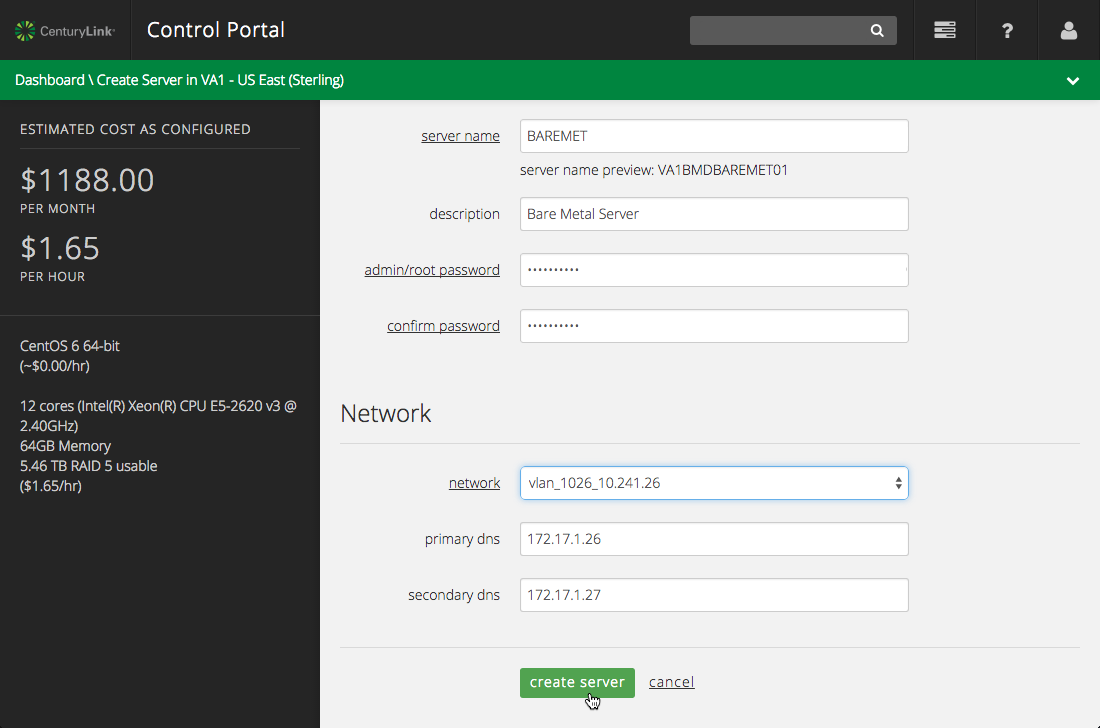 CenturyLink
Control Portal
?
Dashboard \ Create Server in VA1 - US East (Sterling)
ESTIMATED COST AS CONFIGURED
$1188.00
PER MONTH
$1.65
PER HOUR
CentOS 6 64-bit
(~$0.00/hr)
12 cores (Intel(R) Xeon(R) CPU E5-2620 v3 @
2.40GHz)
64GB Memory
5.46 TB RAID 5 usable
($1.65/hr)
server name BAREMET
server name preview: VA1BMDBAREMET01
description Bare Metal Server
admin/root password ••••••••••
confirm password ••••••••••
Network
network vlan_1026_10.241.26
primary dns 172.17.1.26
secondary dns 172.17.1.27
create server cancel